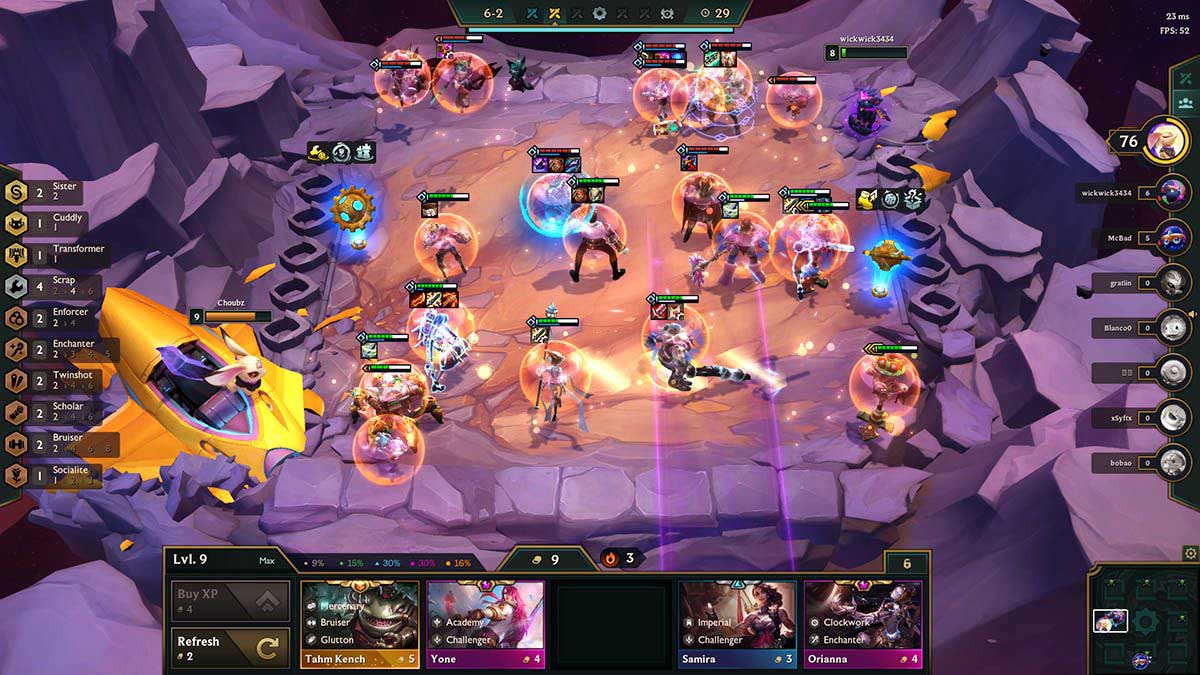 6-2
29
23 ms
FPS: 52
wickwick3434
8
76
wickwick3434
6
McBad
5
gratiin
0
Blanco0
0
0
xSyftx
0
bobao
0
2
Sister
2
1
Cuddly
1
1
Transformer
1
4
Scrap
2 › 4 › 6
2
Enforcer
2 › 4
2
Enchanter
2 › 3 › 4 › 5
2
Twinshot
2 › 4 › 6
2
Scholar
2 › 4 › 6
2
Bruiser
2 › 4 › 6 › 8
1
Socialite
1 › 2 › 3
Choubz
9
Lvl. 9
Max
9%
15%
30%
30%
16%
9
3
6
Buy XP
4
Refresh
2
Mercenary
Bruiser
Glutton
Tahm Kench
5
Academy
Challenger
Yone
4
Imperial
Challenger
Samira
3
Clockwork
Enchanter
Orianna
4